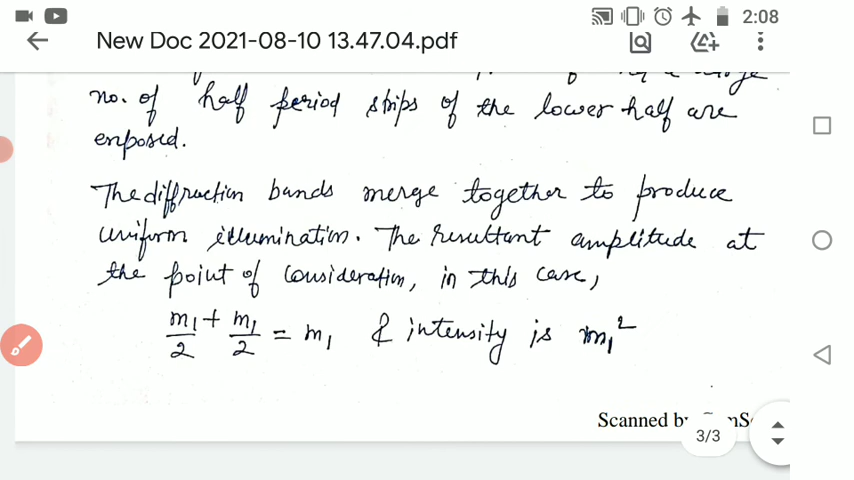 2:08
New Doc 2021-08-10 13.47.04.pdf
no. of half period strips of the lower half are
enposed.
The diffraction bands merge together to produce
uniform illumination. The resultant amplitude at
the point of consideration, in this case,
m₁/2 + m₁/2 = m₁ & intensity is m₁²
Scanned by
3/3